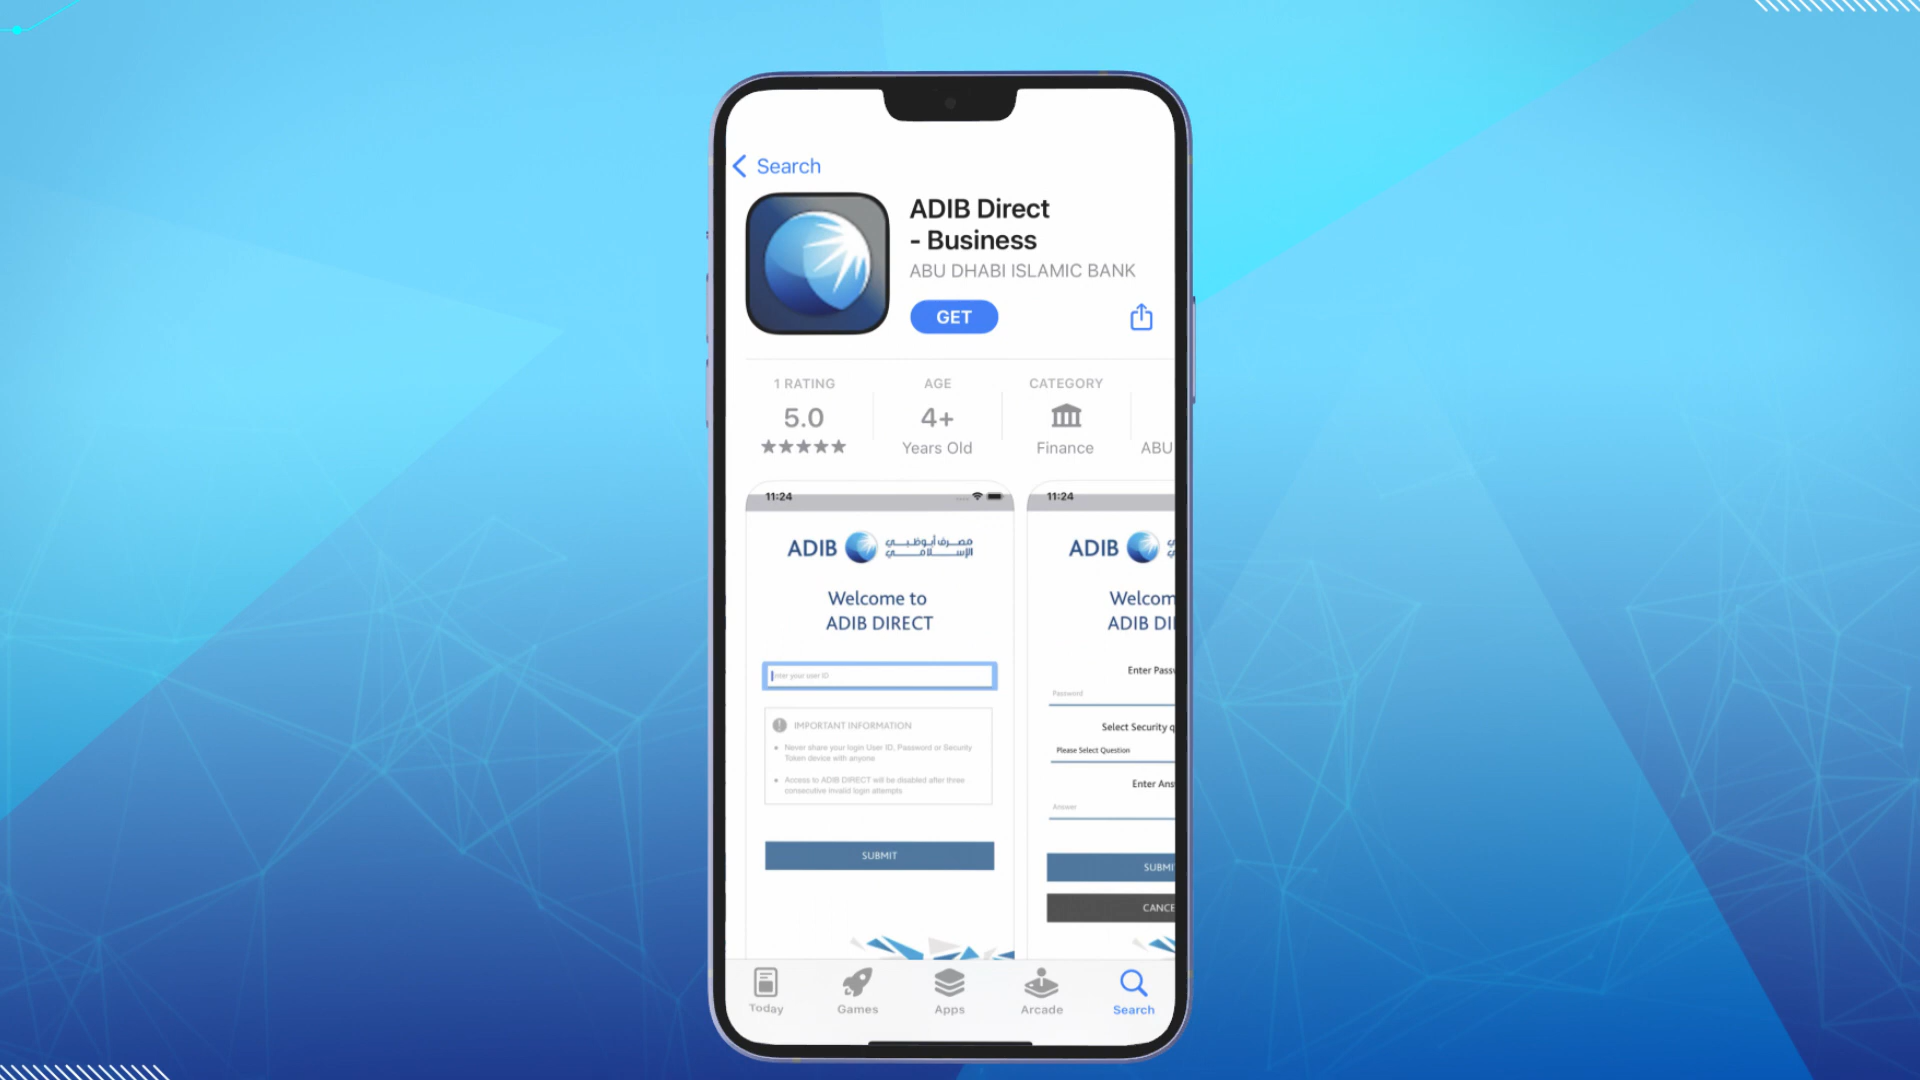 Search
ADIB Direct
- Business
ABU DHABI ISLAMIC BANK
GET
1 RATING
AGE
CATEGORY
5.0
4+
Years Old
Finance
ABU
11:24
ADIB
مصرف أبوظبي
الإسلامي
Welcome to
ADIB DIRECT
nter your user ID
IMPORTANT INFORMATION
• Never share your login User ID, Password or Security
Token device with anyone
• Access to ADIB DIRECT will be disabled after three
consecutive invalid login attempts
SUBMIT
11:24
ADIB
Welcom
ADIB DI
Enter Pass
Password
Select Security q
Please Select Question
Enter Ans
Answer
SUBMI
CANCE
Today
Games
Apps
Arcade
Search